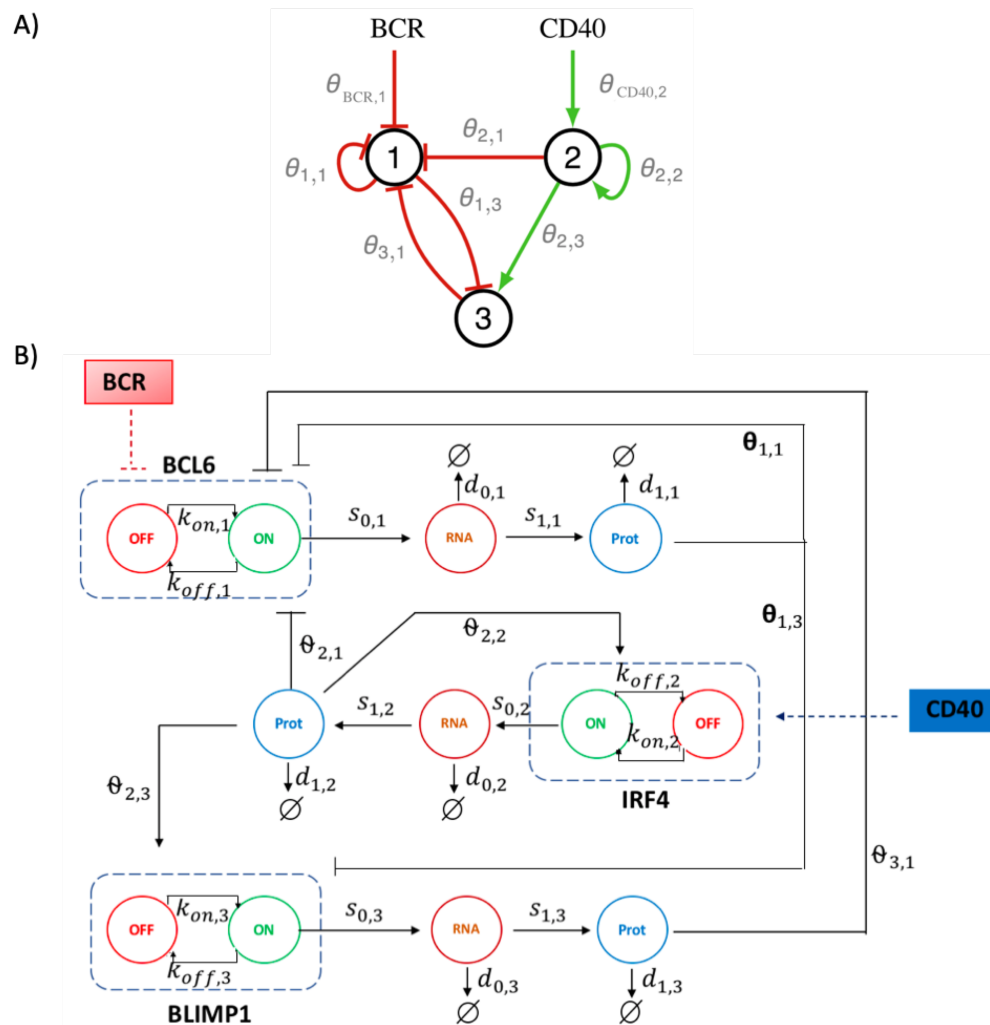 A)
BCR CD40
θBCR,1 θCD40,2
θ2,1
1 2
θ1,1 θ2,2
θ1,3
θ3,1 θ2,3
3
B)
BCR
θ1,1
BCL6
∅ ∅
d0,1 d1,1
kon,1 s0,1 s1,1
OFF ON RNA Prot
koff,1
θ1,3
ϑ2,1 ϑ2,2
koff,2
s1,2 s0,2
Prot RNA ON OFF CD40
kon,2
d1,2 d0,2
ϑ2,3 ∅ ∅ IRF4
ϑ3,1
kon,3 s0,3 s1,3
OFF ON RNA Prot
koff,3
d0,3 d1,3
BLIMP1 ∅ ∅